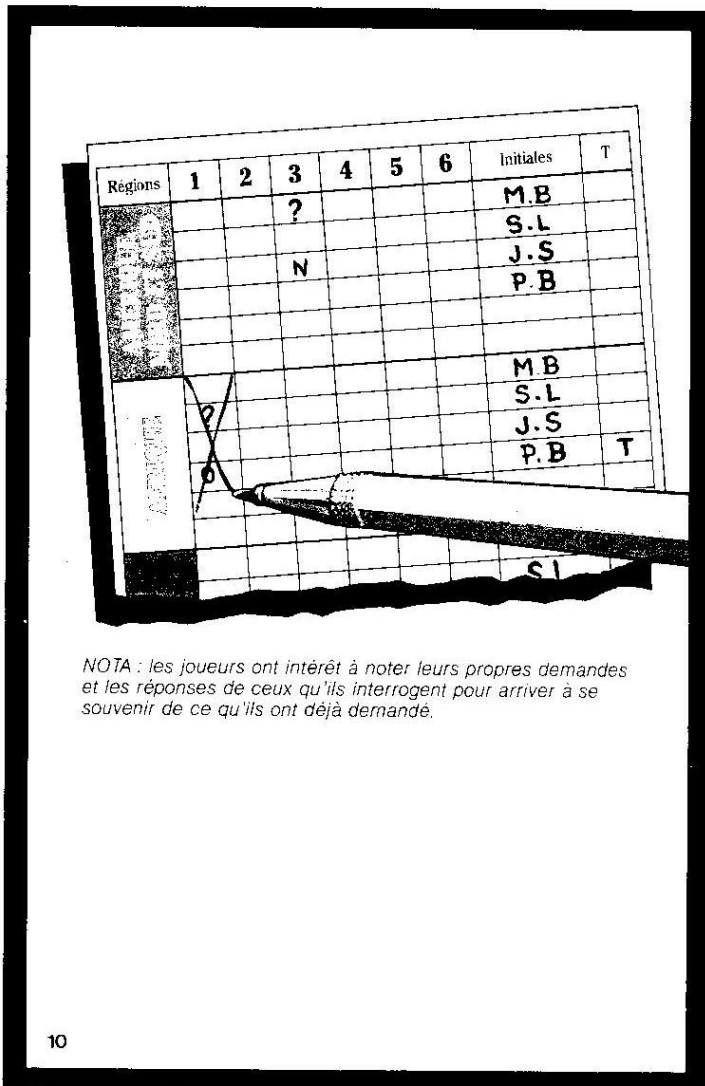 Régions 1 2 3 4 5 6 Initiales T
? M.B
S.L
N J.S
P.B
M.B
? S.L
J.S
O P.B T
S.L
NOTA : les joueurs ont intérêt à noter leurs propres demandes
et les réponses de ceux qu'ils interrogent pour arriver à se
souvenir de ce qu'ils ont déjà demandé.
10